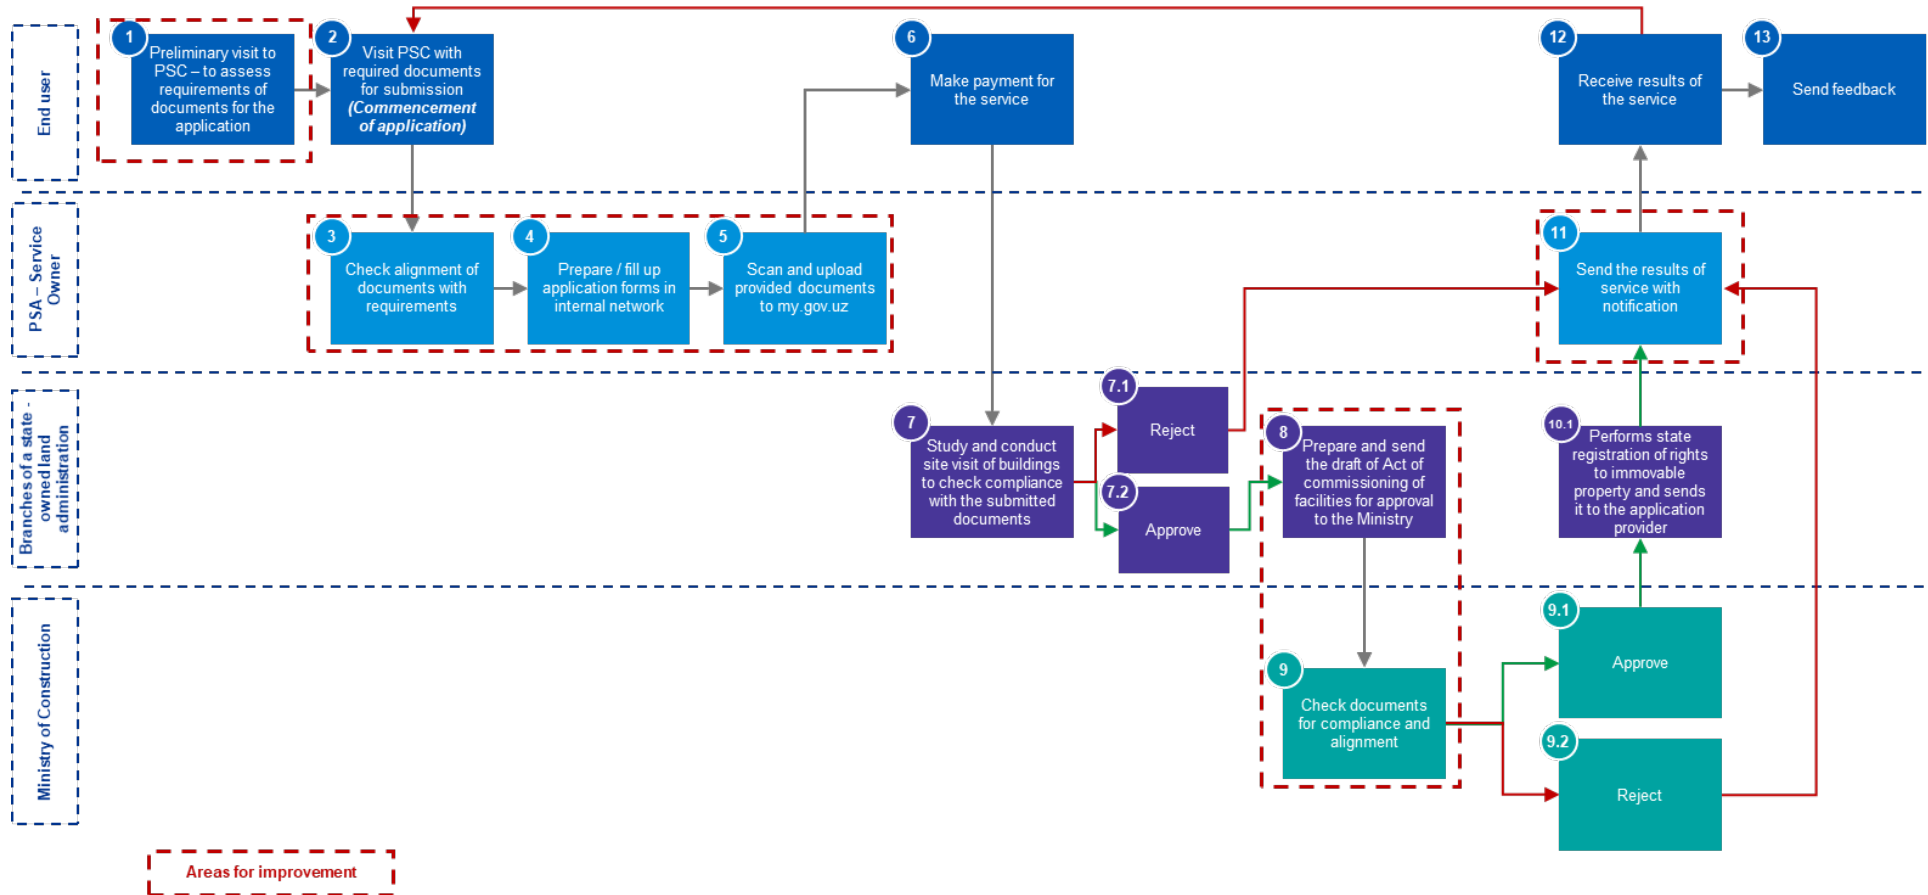 End user
1
Preliminary visit to
PSC – to assess
requirements of
documents for the
application
2
Visit PSC with
required documents
for submission
(Commencement
of application)
6
Make payment for
the service
12
Receive results of
the service
13
Send feedback
PSA – Service
Owner
3
Check alignment of
documents with
requirements
4
Prepare / fill up
application forms in
internal network
5
Scan and upload
provided documents
to my.gov.uz
11
Send the results of
service with
notification
Branches of a state -
owned land
administration
7
Study and conduct
site visit of buildings
to check compliance
with the submitted
documents
7.1
Reject
7.2
Approve
8
Prepare and send
the draft of Act of
commissioning of
facilities for approval
to the Ministry
10.1
Performs state
registration of rights
to immovable
property and sends
it to the application
provider
Ministry of Construction
9
Check documents
for compliance and
alignment
9.1
Approve
9.2
Reject
Areas for improvement